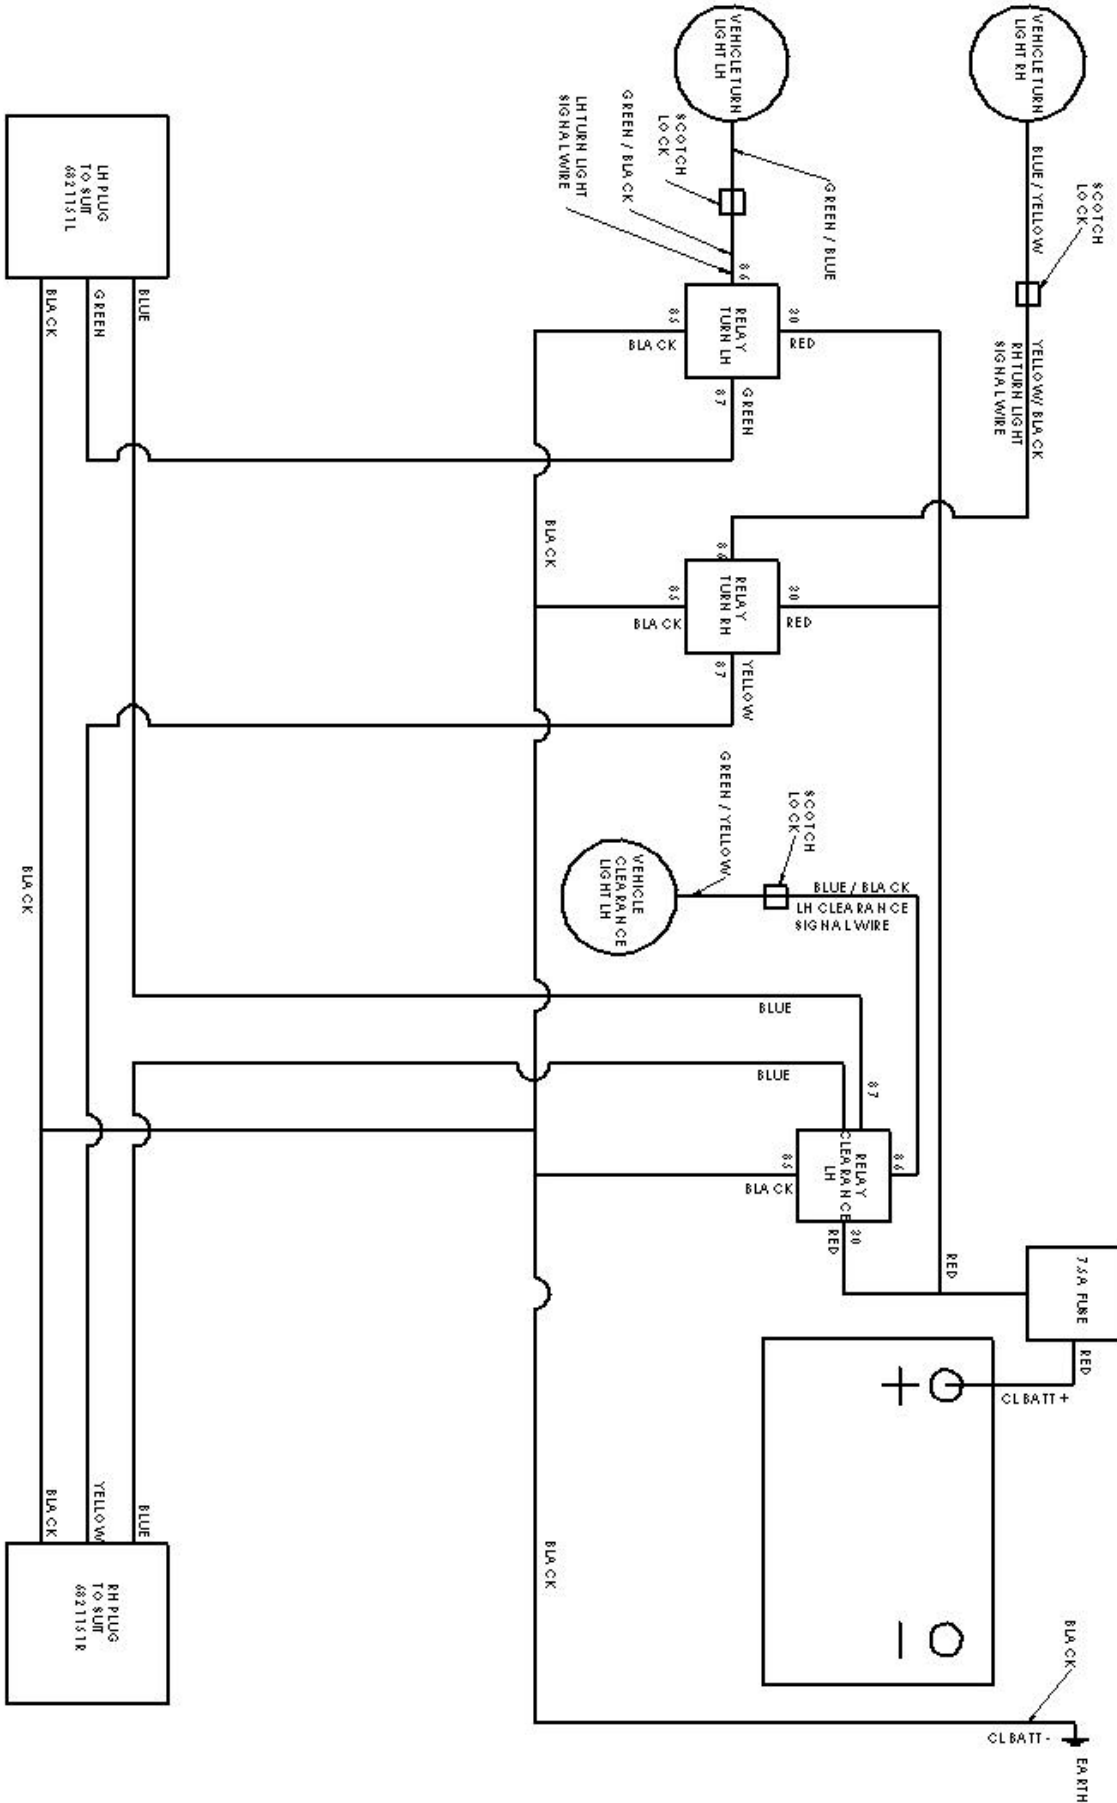 VEHICLE TURN
LIGHT RH
BLUE / YELLOW
SCOTCH
LOCK
YELLOW/ BLACK
RH TURN LIGHT
SIGNAL WIRE
VEHICLE TURN
LIGHT LH
GREEN / BLUE
SCOTCH
LOCK
GREEN / BLACK
LH TURN LIGHT
SIGNAL WIRE
86
RELAY
TURN LH
30
RED
85
BLACK
87
GREEN
BLACK
86
RELAY
TURN RH
30
RED
85
BLACK
87
YELLOW
GREEN / YELLOW
SCOTCH
LOCK
VEHICLE
CLEARANCE
LIGHT LH
BLUE / BLACK
LH CLEARANCE
SIGNAL WIRE
BLUE
BLUE
87
86
RELAY
CLEARANCE
LH
85
BLACK
30
RED
RED
7.5A FUSE
RED
CL BATT +
+
–
BLACK
BLACK
CL BATT -
EARTH
LH PLUG
TO SUIT
6821151L
BLUE
GREEN
BLACK
BLACK
BLUE
YELLOW
BLACK
RH PLUG
TO SUIT
6821151R